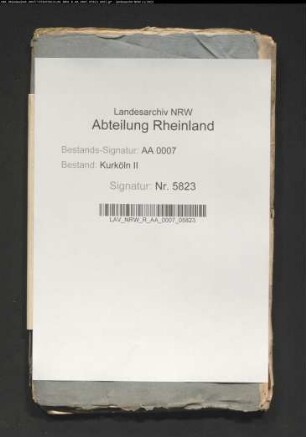 Landesarchiv NRW
Abteilung Rheinland
Bestands-Signatur: AA 0007
Bestand: Kurköln II
Signatur: Nr. 5823
LAV_NRW_R_AA_0007_05823